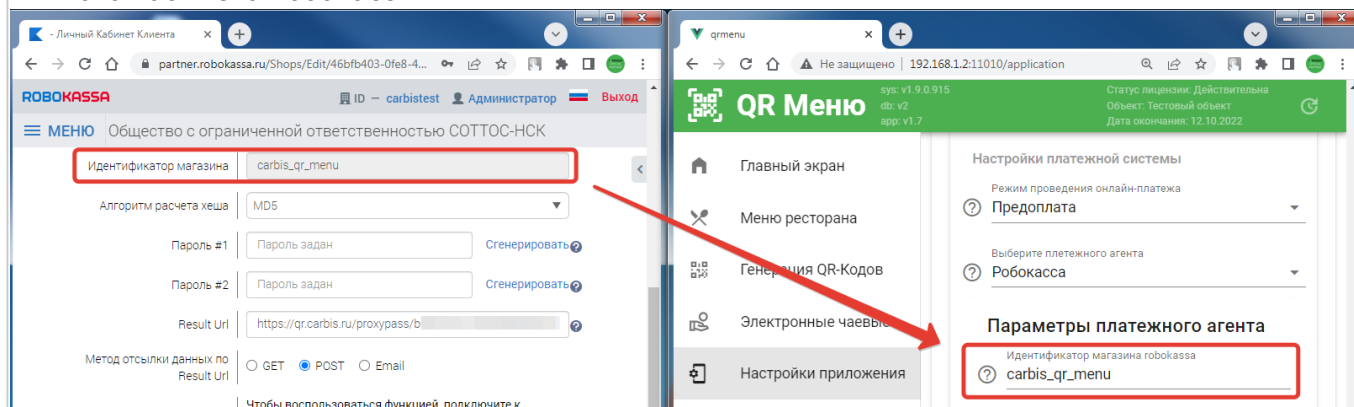 - Личный Кабинет Клиента
partner.robokassa.ru/Shops/Edit/46bfb403-0fe8-4...
ROBOKASSA
ID — carbistest
Администратор
Выход
МЕНЮ
Общество с ограниченной ответственностью СОТТОС-НСК
Идентификатор магазина
carbis_qr_menu
Алгоритм расчета хеша
MD5
Пароль #1
Пароль задан
Сгенерировать
Пароль #2
Пароль задан
Сгенерировать
Result Url
https://qr.carbis.ru/proxypass/b
Метод отсылки данных по
Result Url
GET
POST
Email
Чтобы воспользоваться функцией, подключите к
qrmenu
Не защищено
192.168.1.2:11010/application
QR Меню
sys: v1.9.0.915
db: v2
app: v1.7
Статус лицензии: Действительна
Объект: Тестовый объект
Дата окончания: 12.10.2022
Главный экран
Меню ресторана
Генерация QR-Кодов
Электронные чаевые
Настройки приложения
Настройки платежной системы
Режим проведения онлайн-платежа
Предоплата
Выберите плетежного агента
Робокасса
Параметры платежного агента
Идентификатор магазина robokassa
carbis_qr_menu